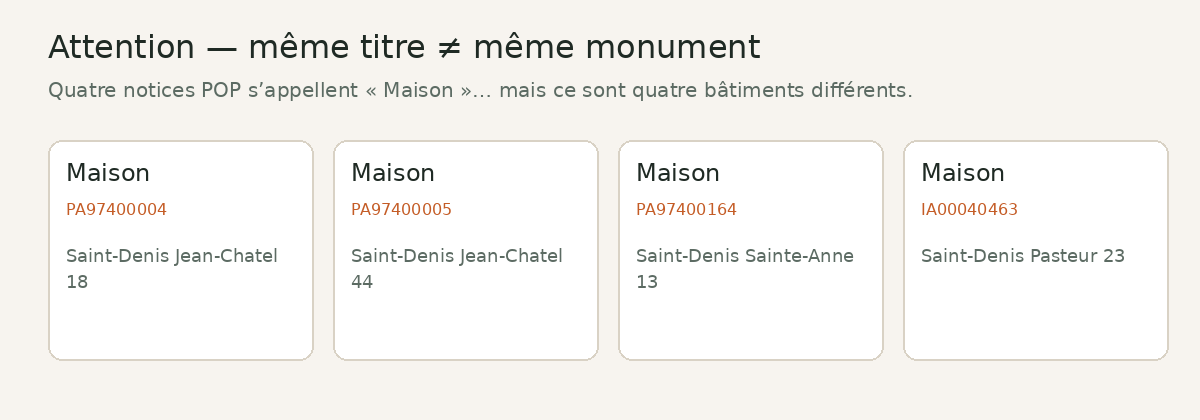 Attention — même titre ≠ même monument
Quatre notices POP s’appellent « Maison »… mais ce sont quatre bâtiments différents.
Maison
PA97400004
Saint-Denis Jean-Chatel
18
Maison
PA97400005
Saint-Denis Jean-Chatel
44
Maison
PA97400164
Saint-Denis Sainte-Anne
13
Maison
IA00040463
Saint-Denis Pasteur 23